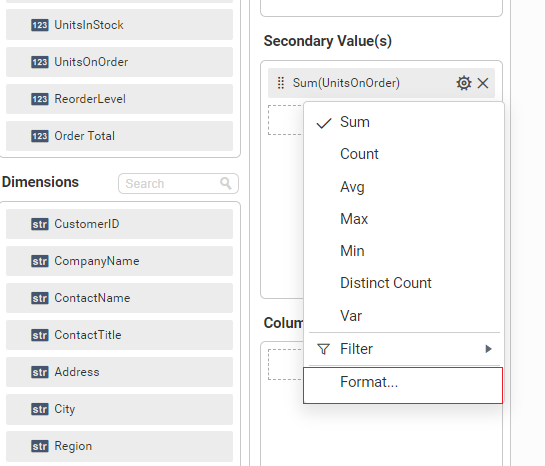 123 UnitsInStock
123 UnitsOnOrder
123 ReorderLevel
123 Order Total
Dimensions
Search
str CustomerID
str CompanyName
str ContactName
str ContactTitle
str Address
str City
str Region
Secondary Value(s)
Sum(UnitsOnOrder)
Sum
Count
Avg
Max
Min
Distinct Count
Var
Filter
Format...
Colum